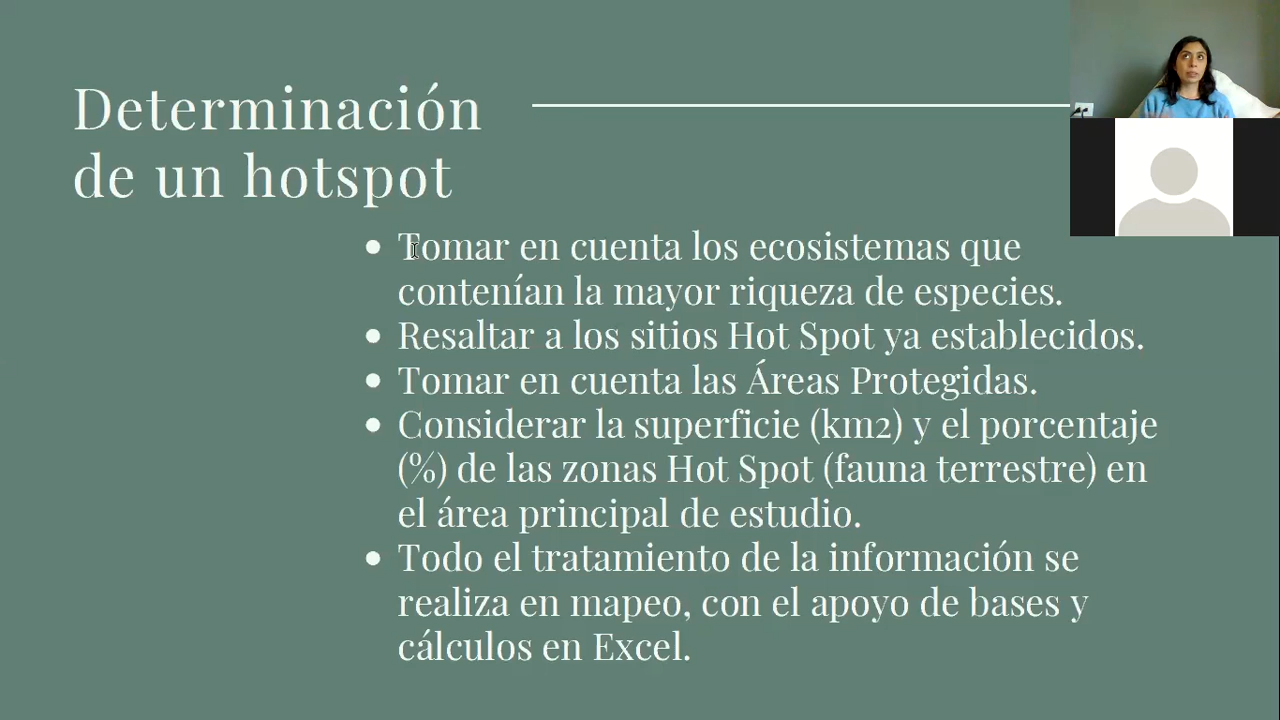 Determinación
de un hotspot
• Tomar en cuenta los ecosistemas que
contenían la mayor riqueza de especies.
• Resaltar a los sitios Hot Spot ya establecidos.
• Tomar en cuenta las Áreas Protegidas.
• Considerar la superficie (km2) y el porcentaje
(%) de las zonas Hot Spot (fauna terrestre) en
el área principal de estudio.
• Todo el tratamiento de la información se
realiza en mapeo, con el apoyo de bases y
cálculos en Excel.